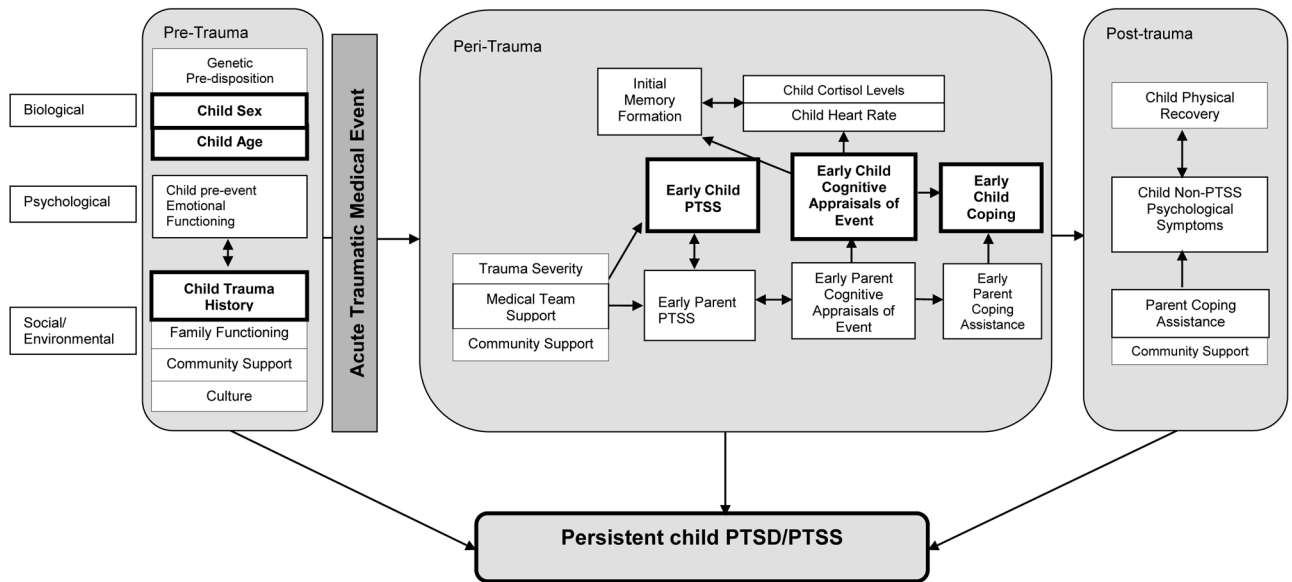 Pre-Trauma
Genetic
Pre-disposition
Child Sex
Child Age
Child pre-event
Emotional
Functioning
Child Trauma
History
Family Functioning
Community Support
Culture
Biological
Psychological
Social/
Environmental
Acute Traumatic Medical Event
Peri-Trauma
Initial
Memory
Formation
Child Cortisol Levels
Child Heart Rate
Early Child
PTSS
Early Child
Cognitive
Appraisals of
Event
Early
Child
Coping
Trauma Severity
Medical Team
Support
Community Support
Early Parent
PTSS
Early Parent
Cognitive
Appraisals of
Event
Early
Parent
Coping
Assistance
Post-trauma
Child Physical
Recovery
Child Non-PTSS
Psychological
Symptoms
Parent Coping
Assistance
Community Support
Persistent child PTSD/PTSS